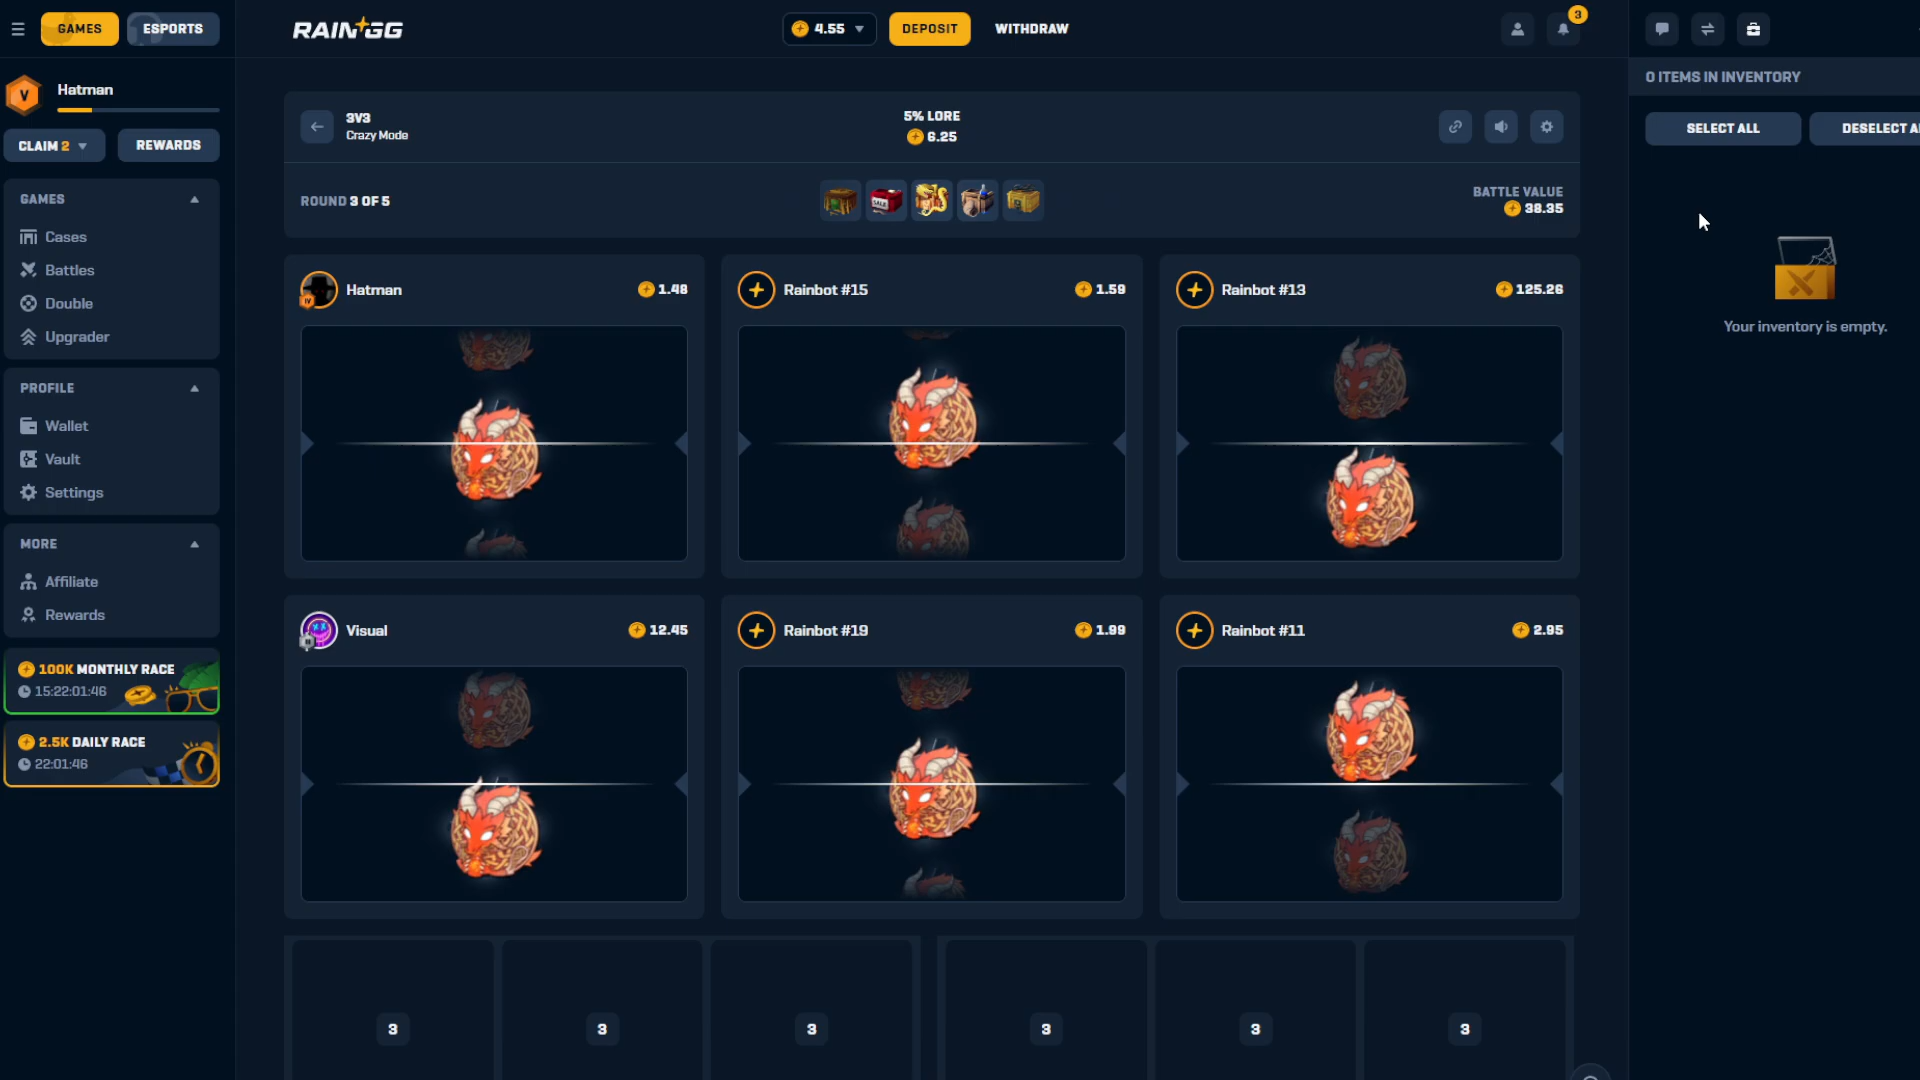 GAMES
ESPORTS
RAIN GG
4.55
DEPOSIT
WITHDRAW
3
V
Hatman
CLAIM 2
REWARDS
GAMES
Cases
Battles
Double
Upgrader
PROFILE
Wallet
Vault
Settings
MORE
Affiliate
Rewards
100K MONTHLY RACE
15:22:01:46
2.5K DAILY RACE
22:01:46
3V3
Crazy Mode
5% LORE
6.25
ROUND 3 OF 5
SALE
BATTLE VALUE
38.35
Hatman
1.48
Rainbot #15
1.59
Rainbot #13
125.26
Visual
12.45
Rainbot #19
1.99
Rainbot #11
2.95
3
3
3
3
3
3
0 ITEMS IN INVENTORY
SELECT ALL
DESELECT A
Your inventory is empty.